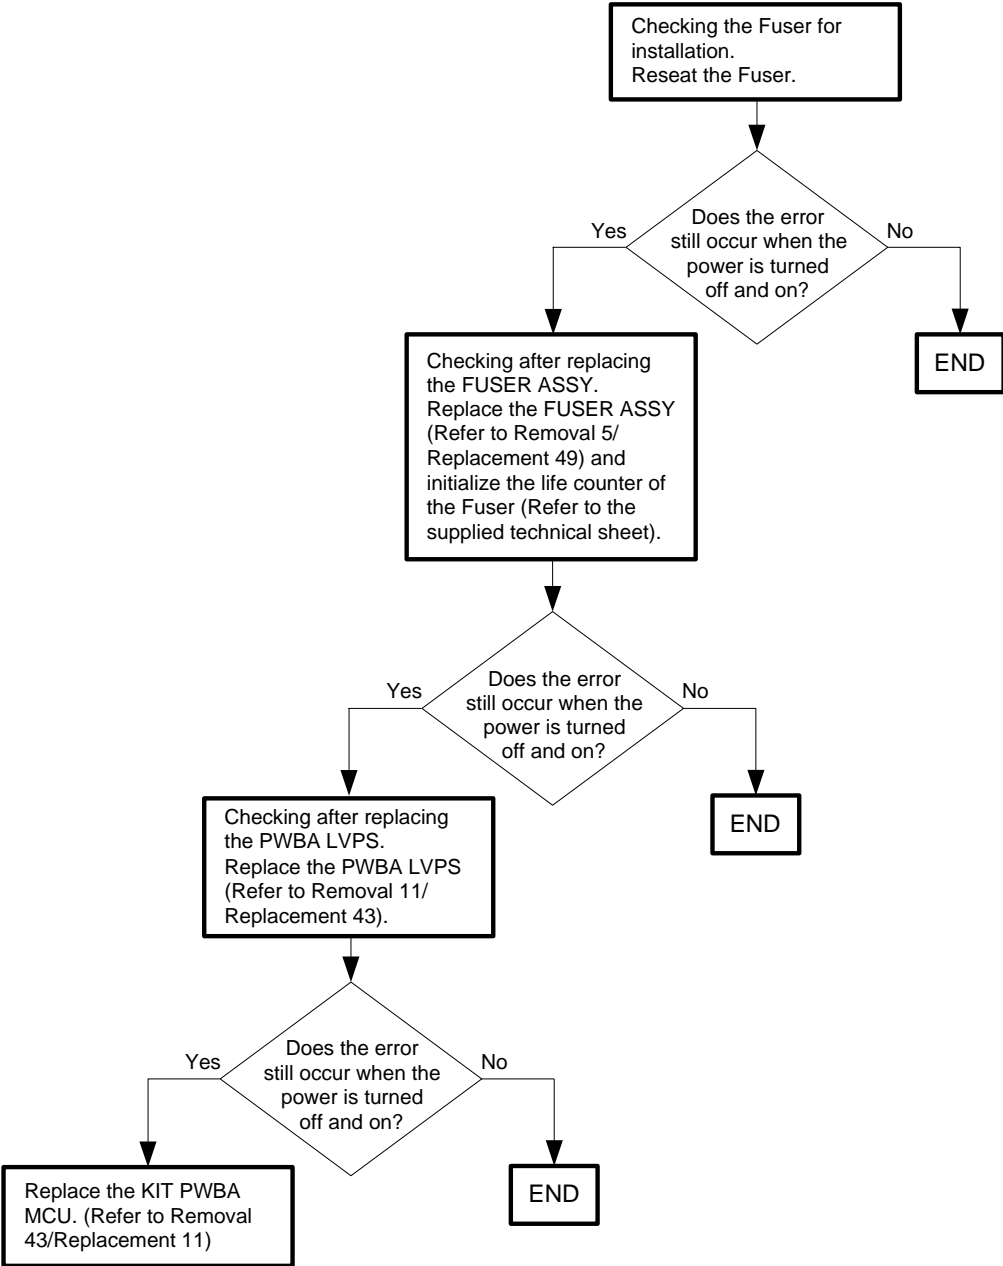 Checking the Fuser for
installation.
Reseat the Fuser.
Does the error
still occur when the
power is turned
off and on?
Yes
No
END
Checking after replacing
the FUSER ASSY.
Replace the FUSER ASSY
(Refer to Removal 5/
Replacement 49) and
initialize the life counter of
the Fuser (Refer to the
supplied technical sheet).
Does the error
still occur when the
power is turned
off and on?
Yes
No
END
Checking after replacing
the PWBA LVPS.
Replace the PWBA LVPS
(Refer to Removal 11/
Replacement 43).
Does the error
still occur when the
power is turned
off and on?
Yes
No
END
Replace the KIT PWBA
MCU. (Refer to Removal
43/Replacement 11)